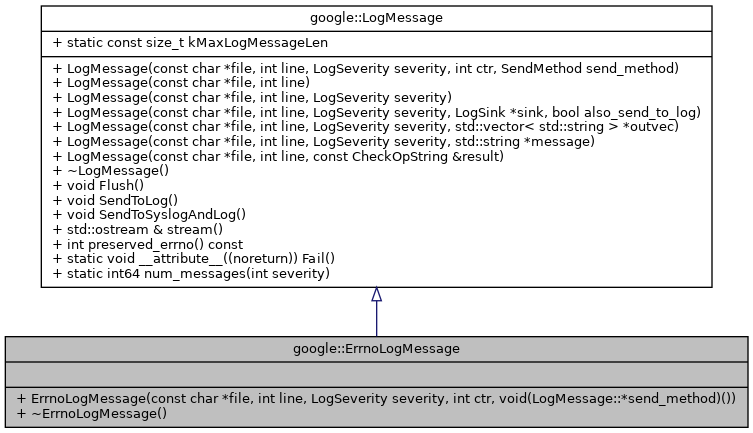 google::LogMessage
+ static const size_t kMaxLogMessageLen
+ LogMessage(const char *file, int line, LogSeverity severity, int ctr, SendMethod send_method)
+ LogMessage(const char *file, int line)
+ LogMessage(const char *file, int line, LogSeverity severity)
+ LogMessage(const char *file, int line, LogSeverity severity, LogSink *sink, bool also_send_to_log)
+ LogMessage(const char *file, int line, LogSeverity severity, std::vector< std::string > *outvec)
+ LogMessage(const char *file, int line, LogSeverity severity, std::string *message)
+ LogMessage(const char *file, int line, const CheckOpString &result)
+ ~LogMessage()
+ void Flush()
+ void SendToLog()
+ void SendToSyslogAndLog()
+ std::ostream & stream()
+ int preserved_errno() const
+ static void __attribute__((noreturn)) Fail()
+ static int64 num_messages(int severity)
google::ErrnoLogMessage
+ ErrnoLogMessage(const char *file, int line, LogSeverity severity, int ctr, void(LogMessage::*send_method)())
+ ~ErrnoLogMessage()